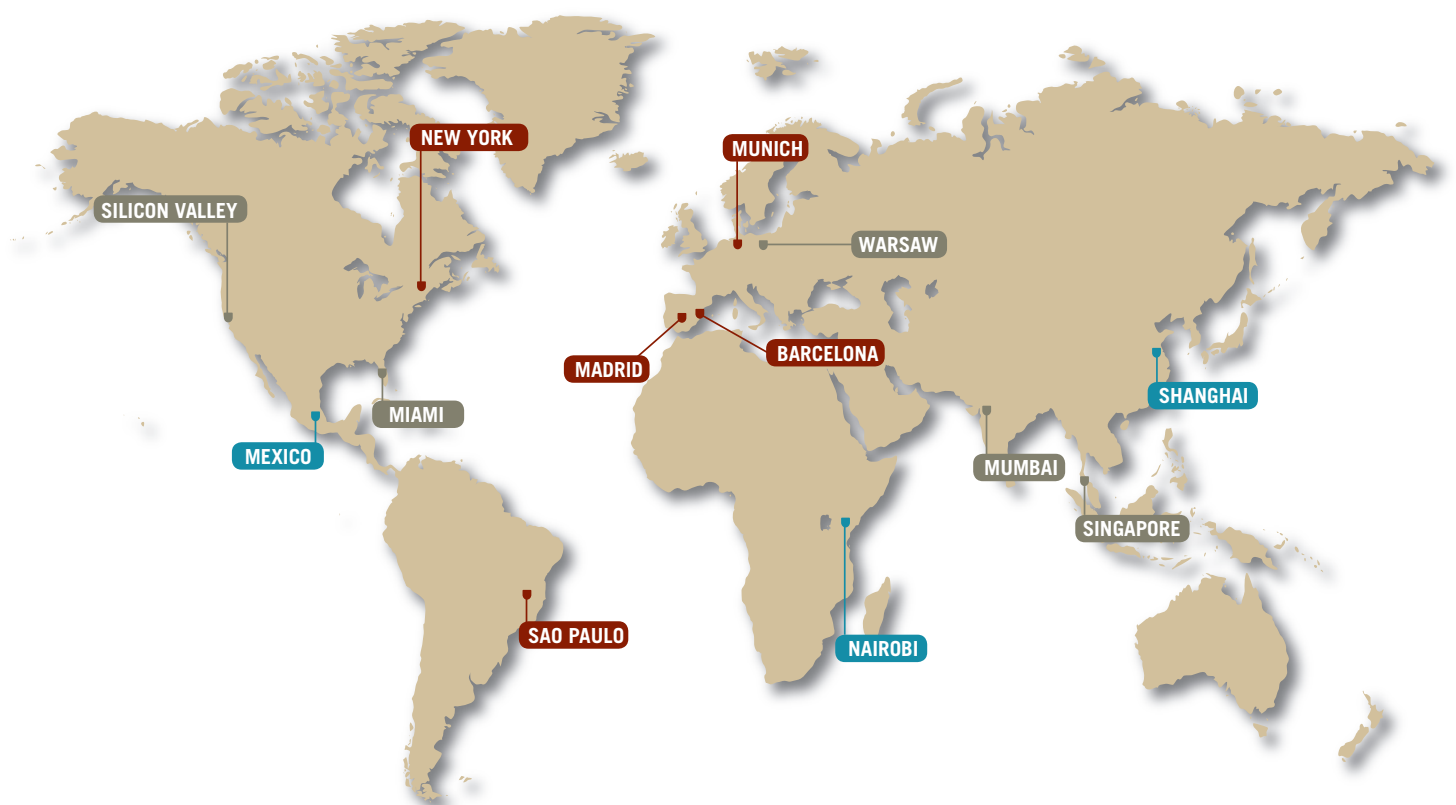 NEW YORK
MUNICH
SILICON VALLEY
WARSAW
BARCELONA
MADRID
SHANGHAI
MIAMI
MEXICO
MUMBAI
SINGAPORE
SAO PAULO
NAIROBI